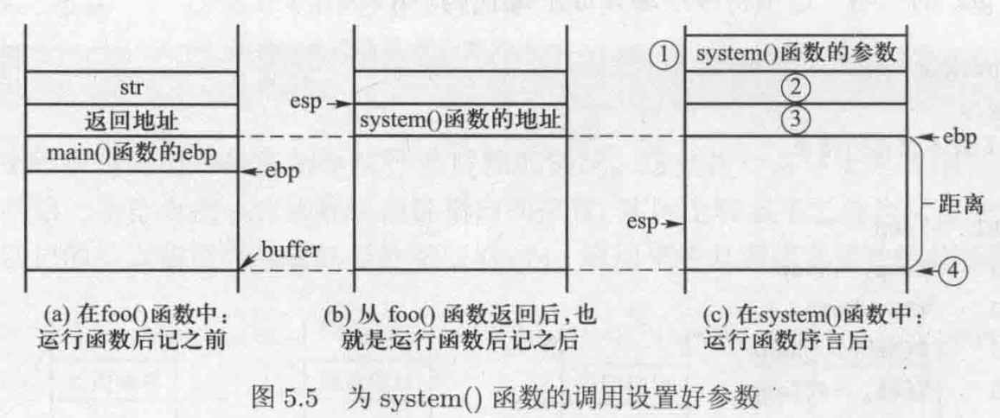 str
返回地址
main()函数的ebp
ebp
buffer
(a) 在foo()函数中：
运行函数后记之前
esp
system()函数的地址
(b) 从 foo() 函数返回后，也
就是运行函数后记之后
① system()函数的参数
②
③
ebp
距离
esp
④
(c) 在system()函数中：
运行函数序言后
图 5.5 为 system() 函数的调用设置好参数